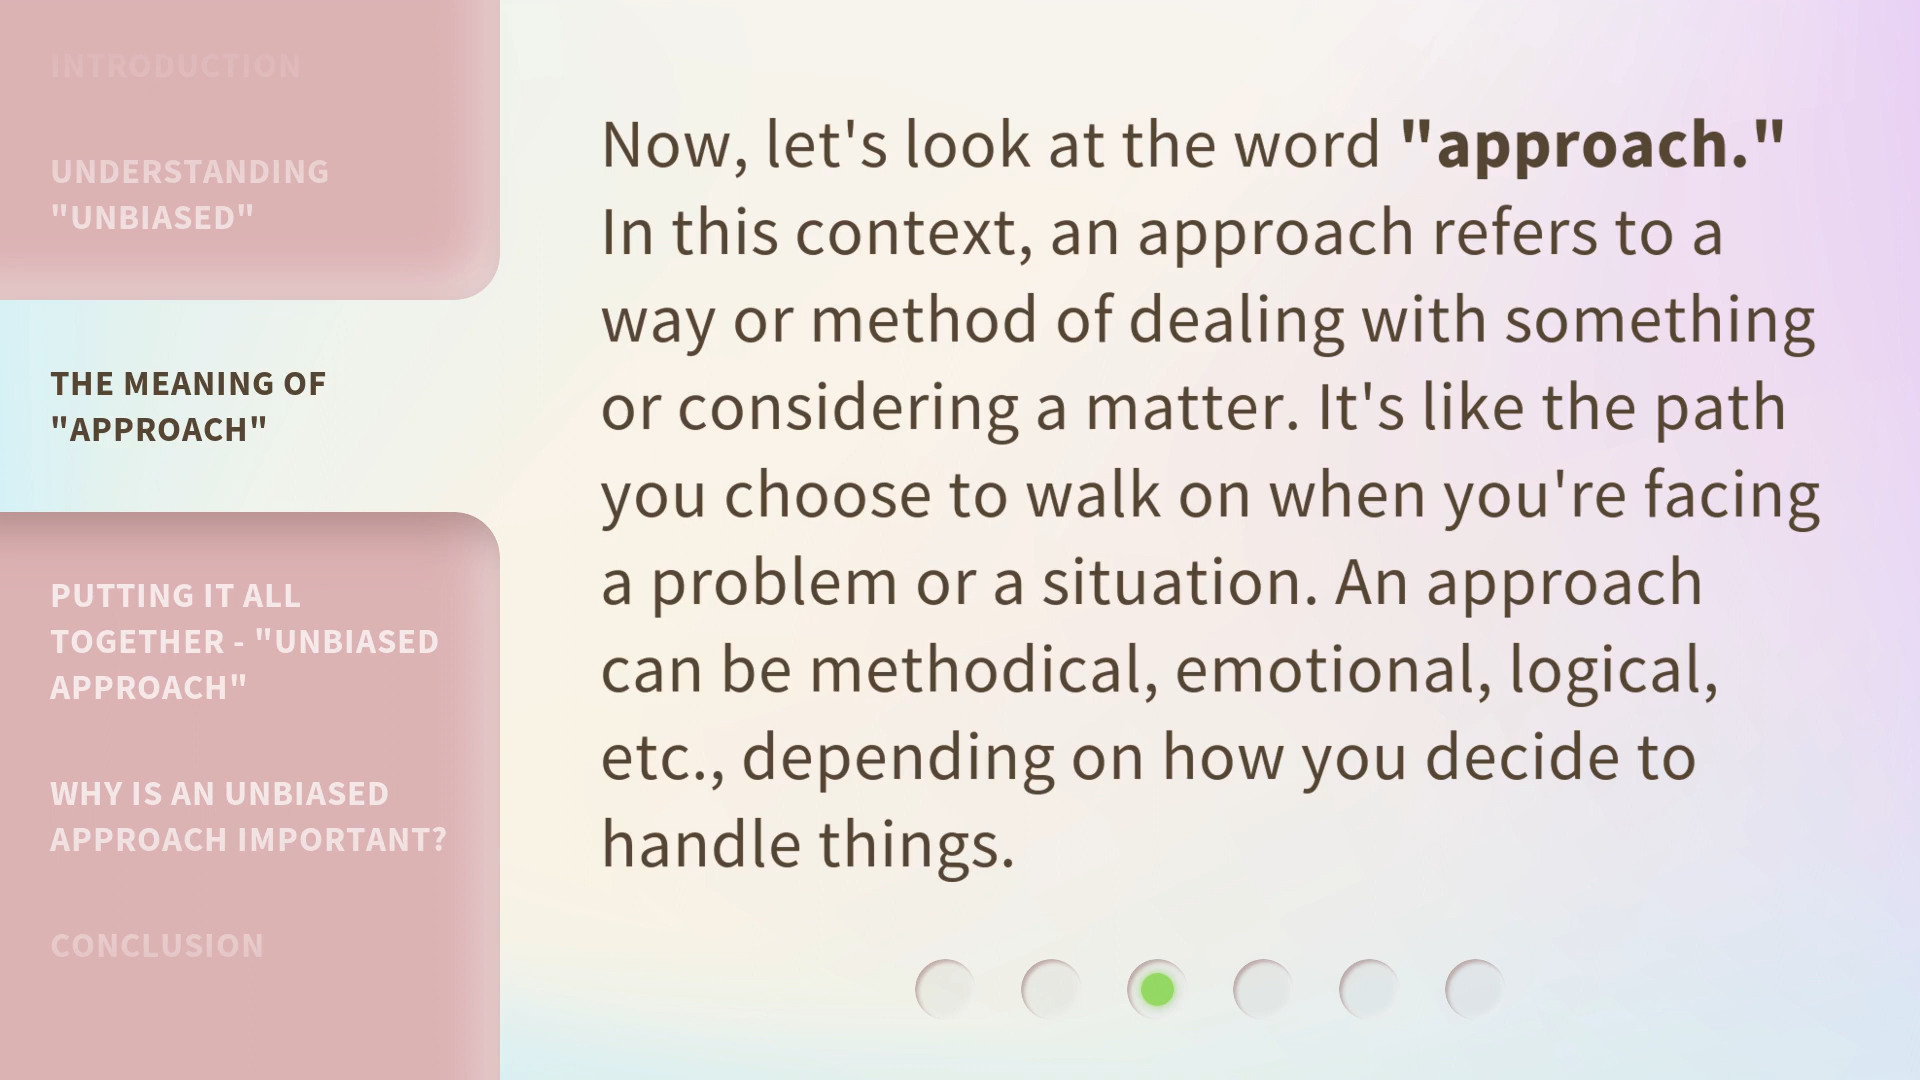 INTRODUCTION
UNDERSTANDING
"UNBIASED"
THE MEANING OF
"APPROACH"
PUTTING IT ALL
TOGETHER - "UNBIASED
APPROACH"
WHY IS AN UNBIASED
APPROACH IMPORTANT?
CONCLUSION
Now, let's look at the word "approach."
In this context, an approach refers to a
way or method of dealing with something
or considering a matter. It's like the path
you choose to walk on when you're facing
a problem or a situation. An approach
can be methodical, emotional, logical,
etc., depending on how you decide to
handle things.